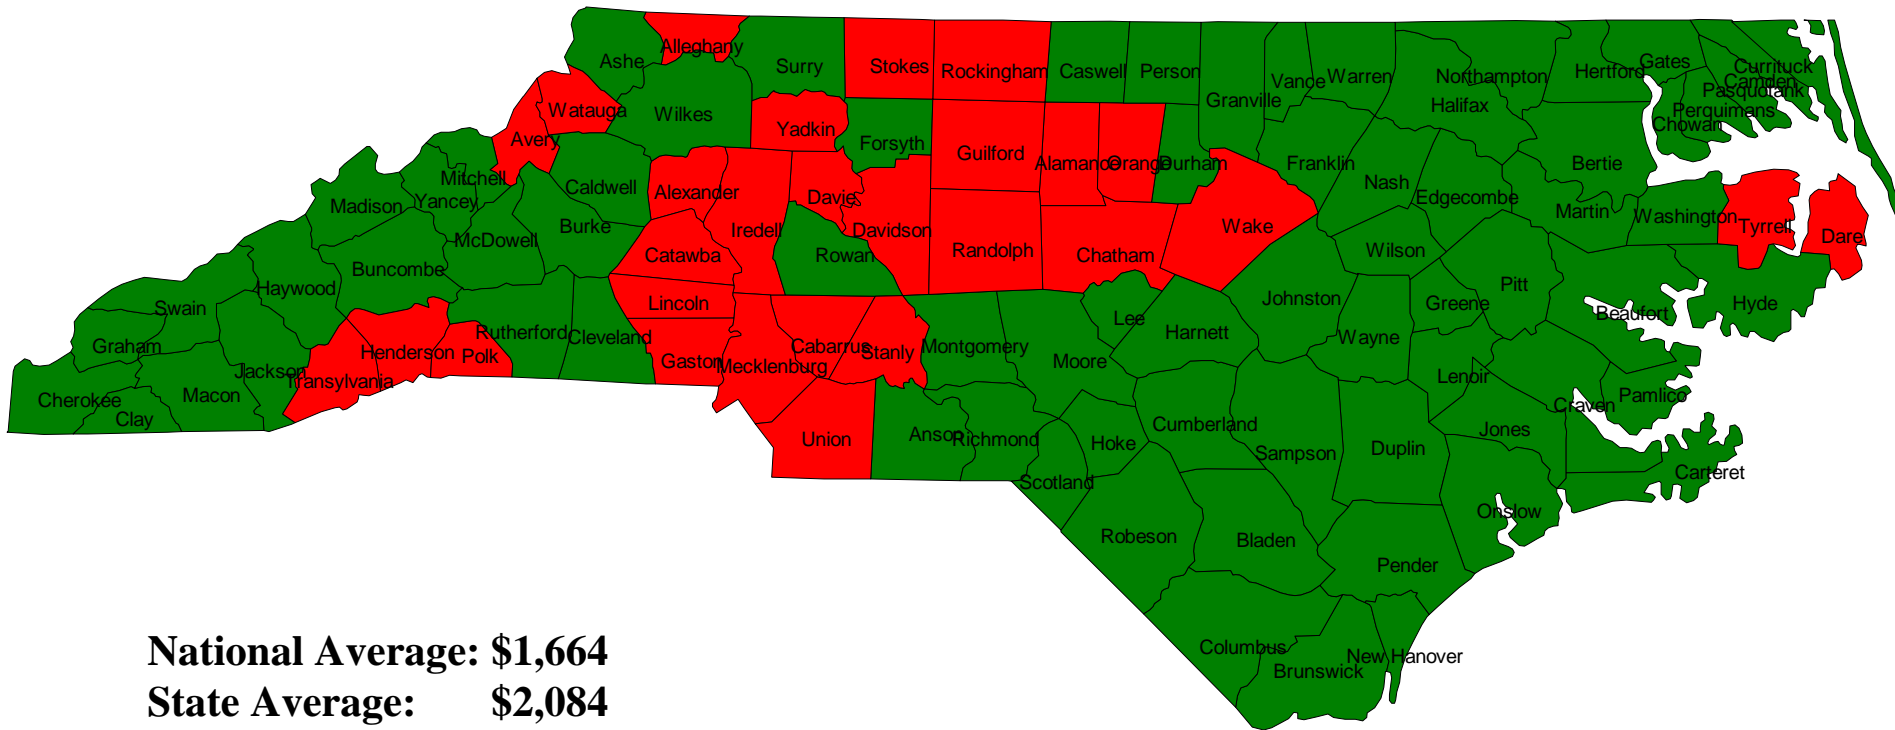 Alleghany
Ashe
Surry
Stokes
Rockingham
Caswell
Person
Vance
Warren
Northampton
Hertford
Gates
Currituck
Camden
Pasquotank
Perquimans
Chowan
Granville
Halifax
Watauga
Wilkes
Yadkin
Forsyth
Guilford
Alamance
Orange
Durham
Franklin
Bertie
Avery
Mitchell
Yancey
Caldwell
Alexander
Davie
Nash
Edgecombe
Martin
Washington
Tyrrell
Dare
Madison
McDowell
Burke
Iredell
Davidson
Randolph
Chatham
Wake
Wilson
Buncombe
Catawba
Rowan
Haywood
Swain
Lincoln
Lee
Johnston
Greene
Pitt
Beaufort
Hyde
Graham
Rutherford
Cleveland
Henderson
Polk
Gaston
Mecklenburg
Cabarrus
Stanly
Montgomery
Moore
Harnett
Wayne
Lenoir
Jackson
Transylvania
Macon
Cherokee
Clay
Craven
Pamlico
Union
Anson
Richmond
Hoke
Cumberland
Sampson
Duplin
Jones
Carteret
Scotland
Onslow
Robeson
Bladen
Pender
Columbus
Brunswick
New Hanover
National Average: $1,664
State Average: $2,084